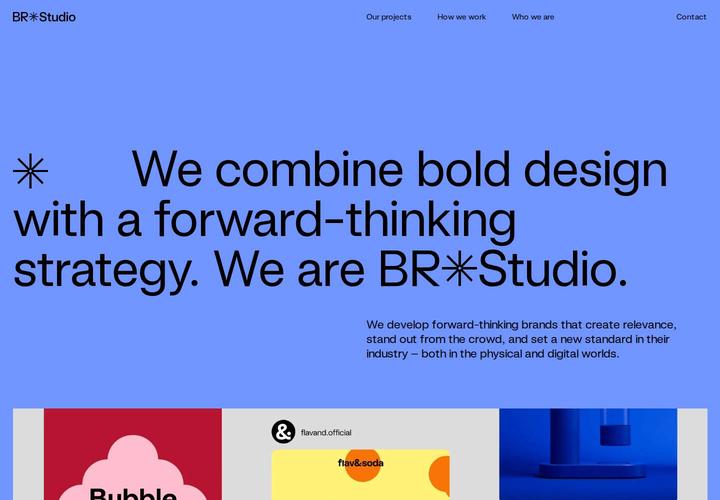 BR✳Studio
Our projects
How we work
Who we are
Contact
✳ We combine bold design
with a forward-thinking
strategy. We are BR✳Studio.
We develop forward-thinking brands that create relevance,
stand out from the crowd, and set a new standard in their
industry – both in the physical and digital worlds.
& flavand.official
flav&soda
Bubble